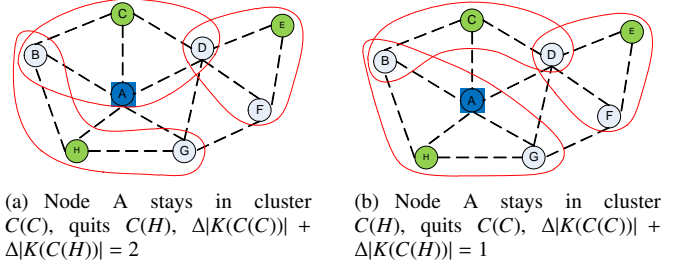 C
E
D
B
A
F
H
G
C
E
D
B
A
F
H
G
(a) Node A stays in cluster
C(C), quits C(H), Δ|K(C(C))| +
Δ|K(C(H))| = 2
(b) Node A stays in cluster
C(H), quits C(C), Δ|K(C(C))| +
Δ|K(C(H))| = 1